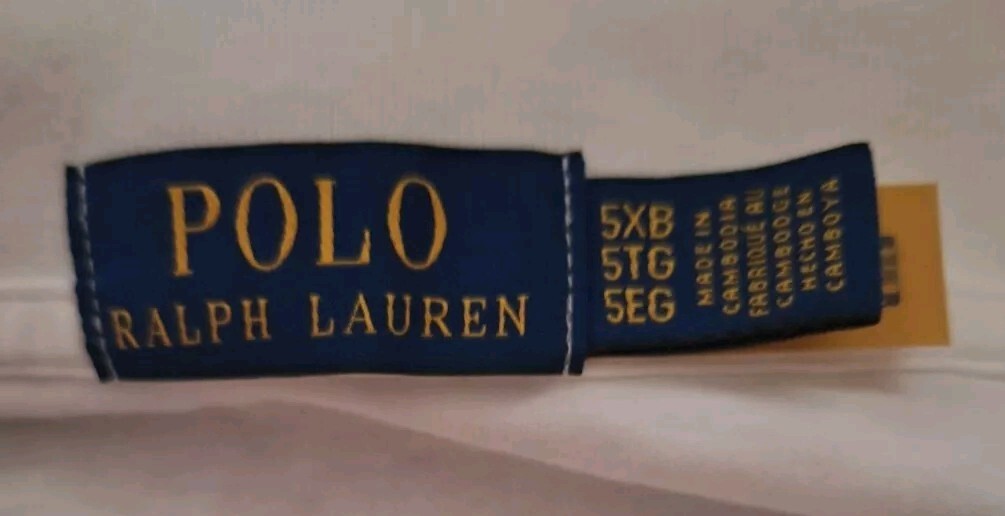 POLO
RALPH LAUREN
5XB
5TG
5EG
MADE IN
CAMBODIA
FABRIQUÉ AU
CAMBODGE
HECHO EN
CAMBOYA